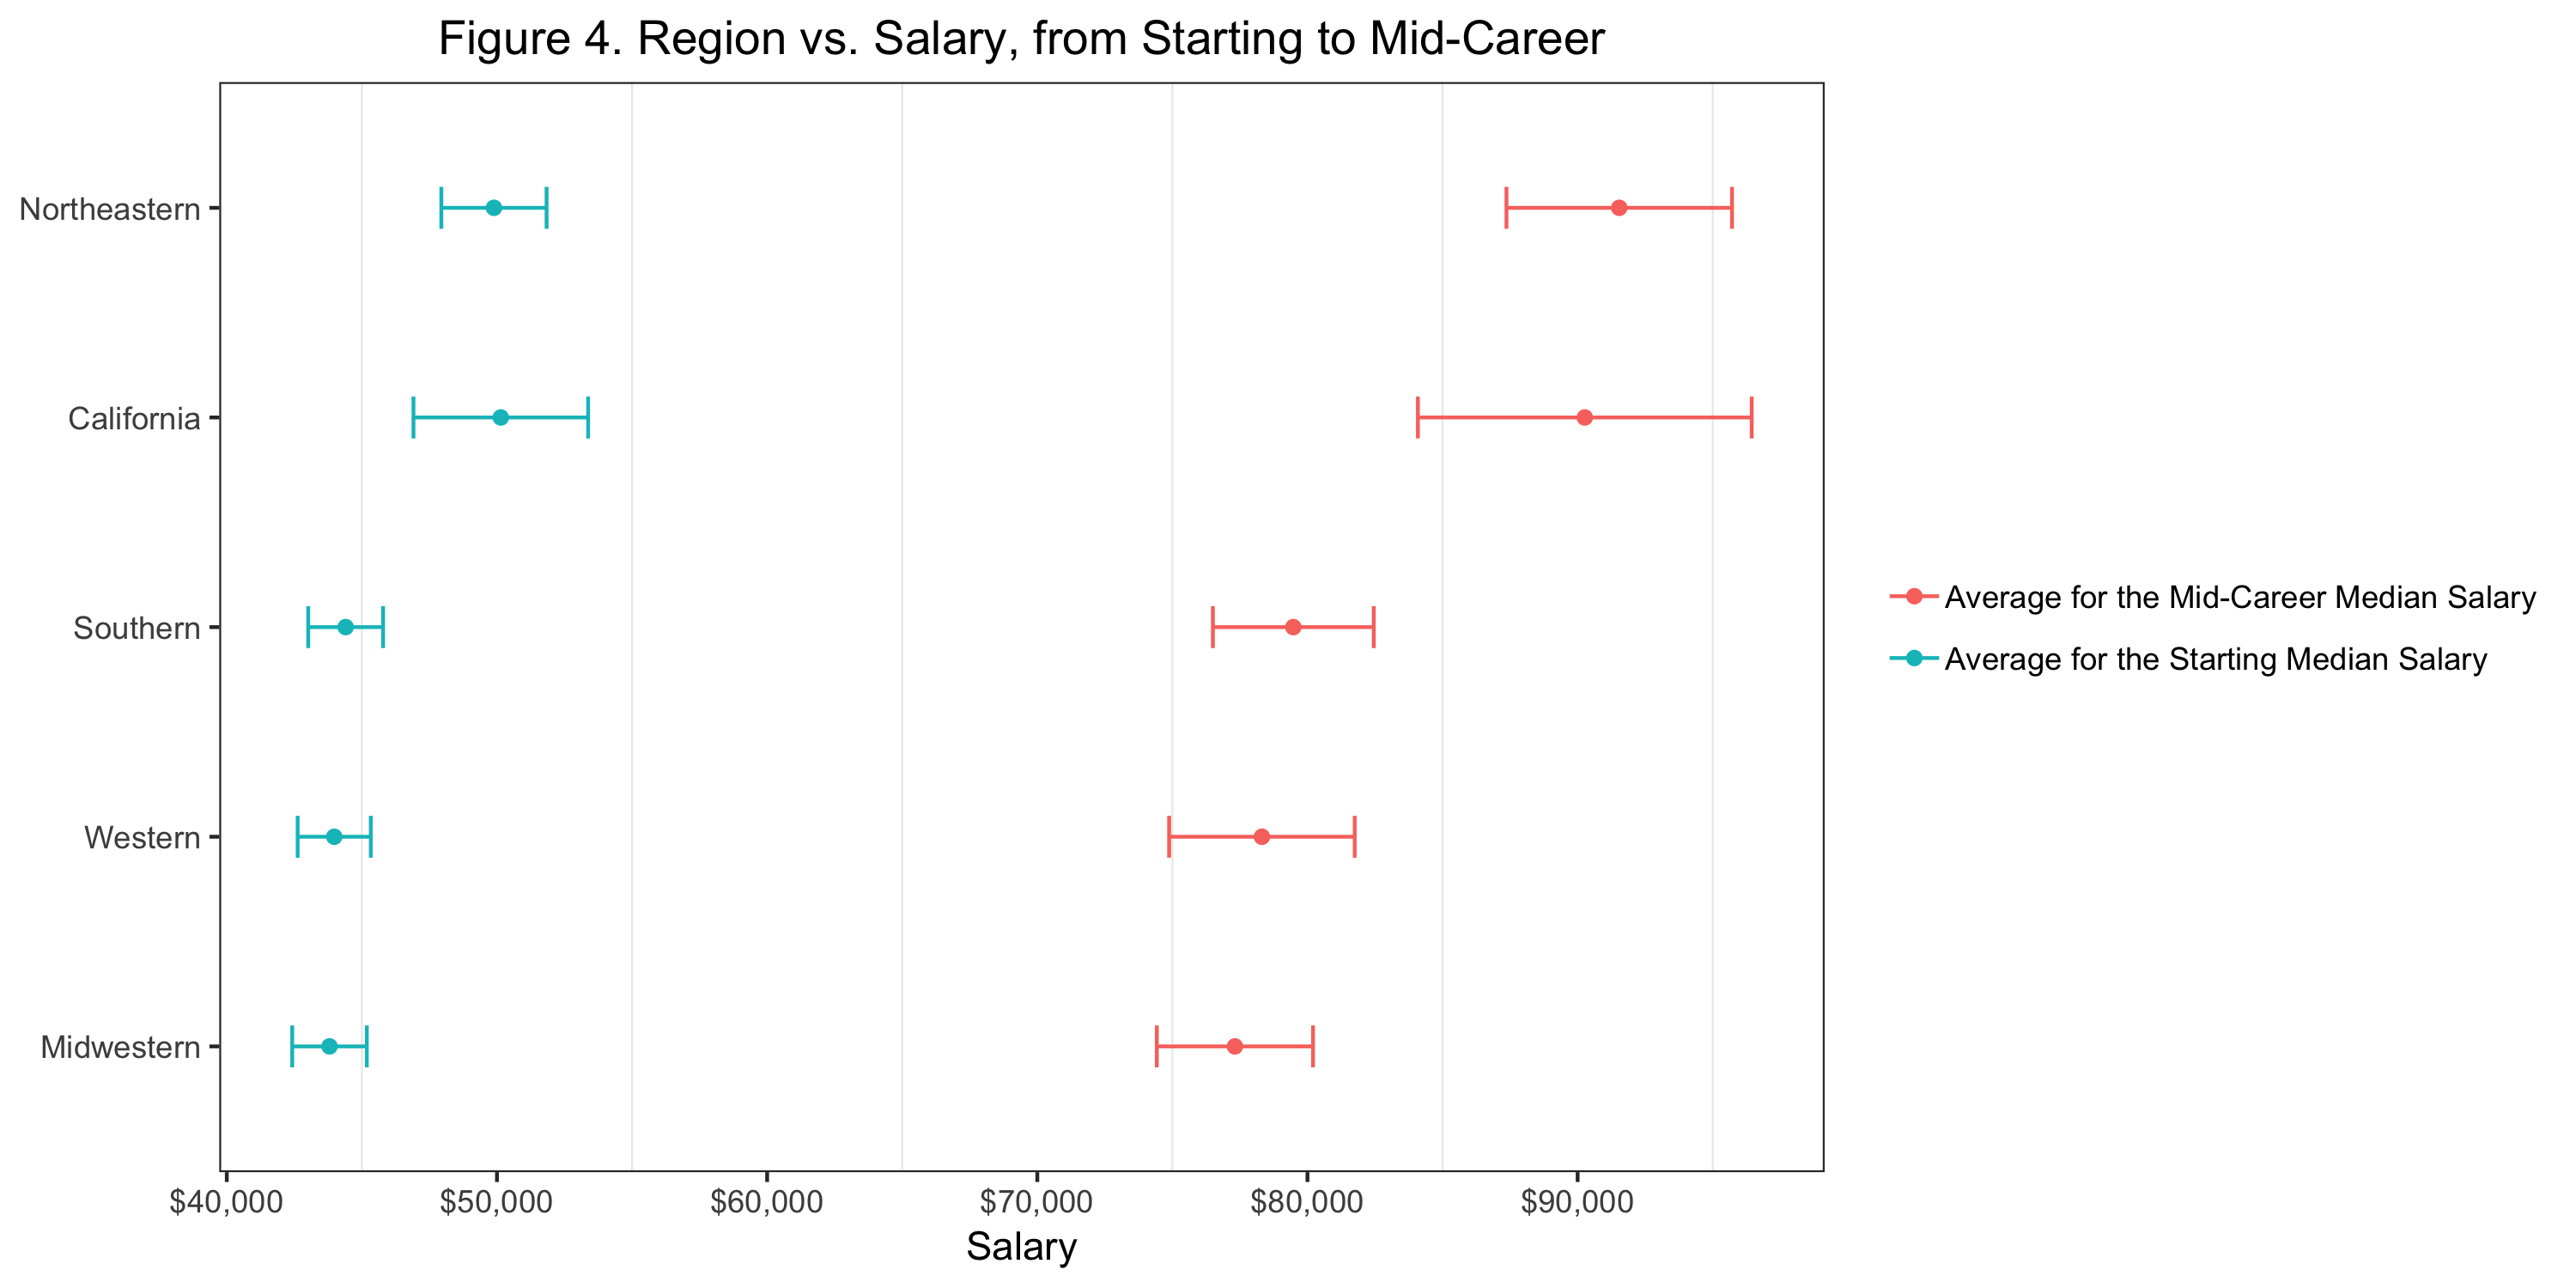 Figure 4. Region vs. Salary, from Starting to Mid-Career
Northeastern
California
Southern
Western
Midwestern
$40,000
$50,000
$60,000
$70,000
$80,000
$90,000
Salary
Average for the Mid-Career Median Salary
Average for the Starting Median Salary